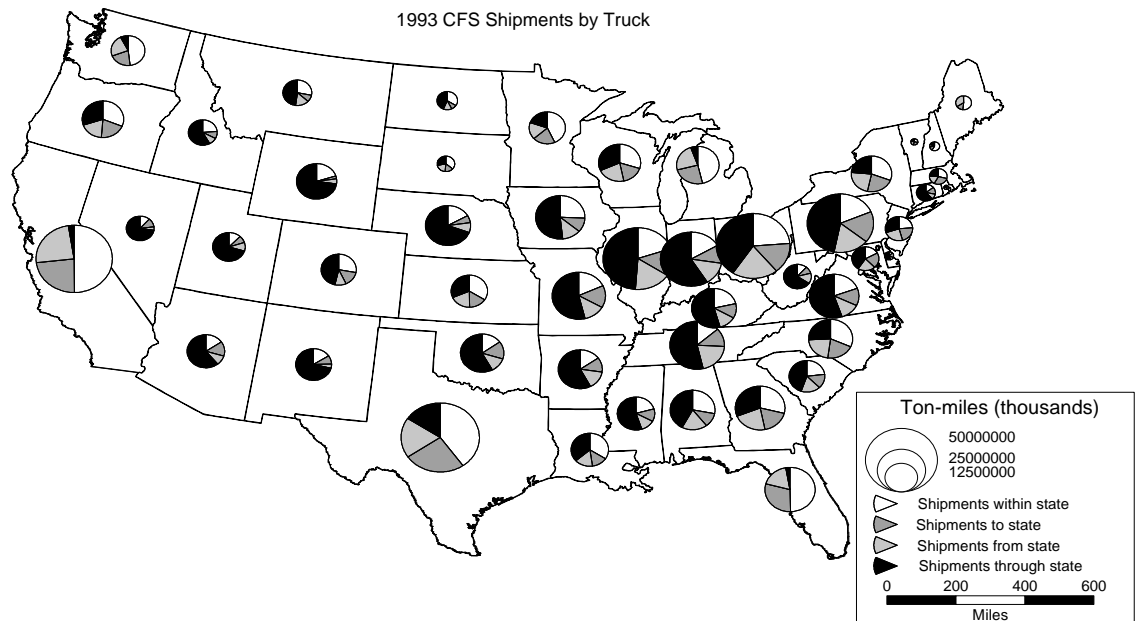 1993 CFS Shipments by Truck
Ton-miles (thousands)
50000000
25000000
12500000
Shipments within state
Shipments to state
Shipments from state
Shipments through state
0 200 400 600
Miles